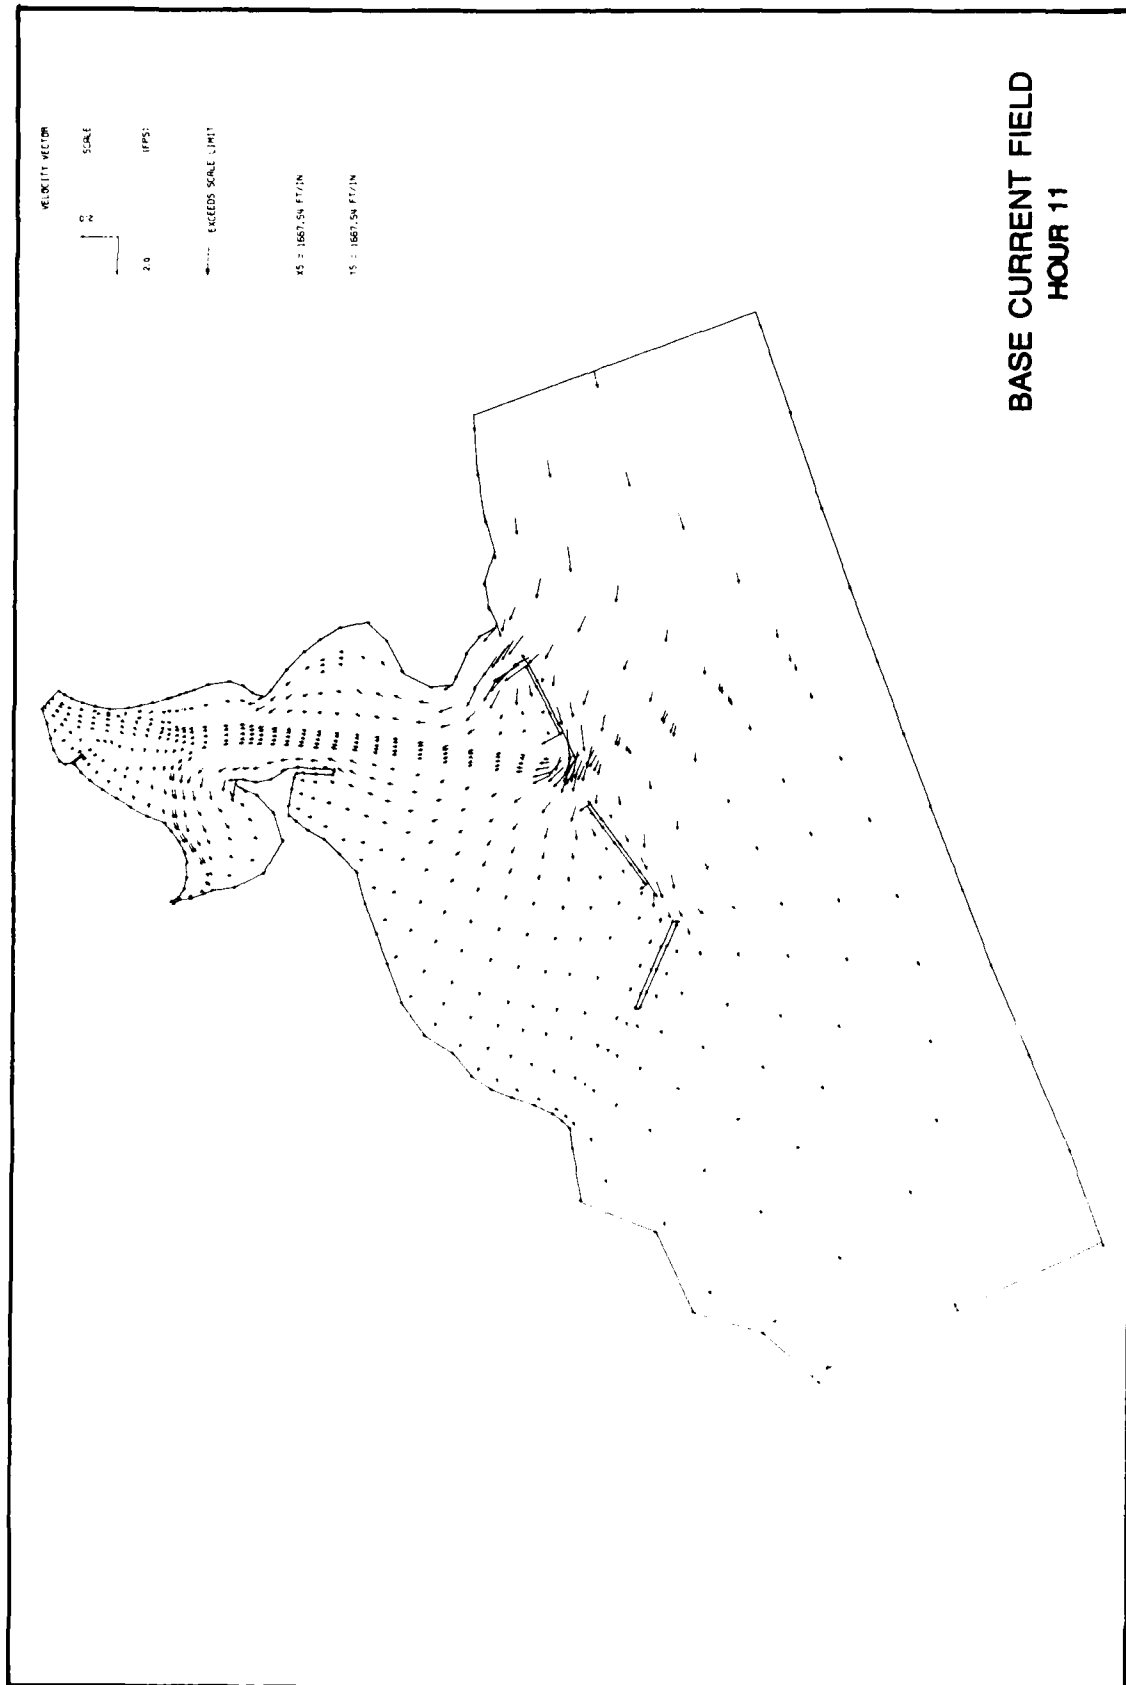 VELOCITY VECTOR
2.0
SCALE
2.0
(FPS)
EXCEEDS SCALE LIMIT
XS = 1667.54 FT/IN
YS = 1667.54 FT/IN
BASE CURRENT FIELD
HOUR 11